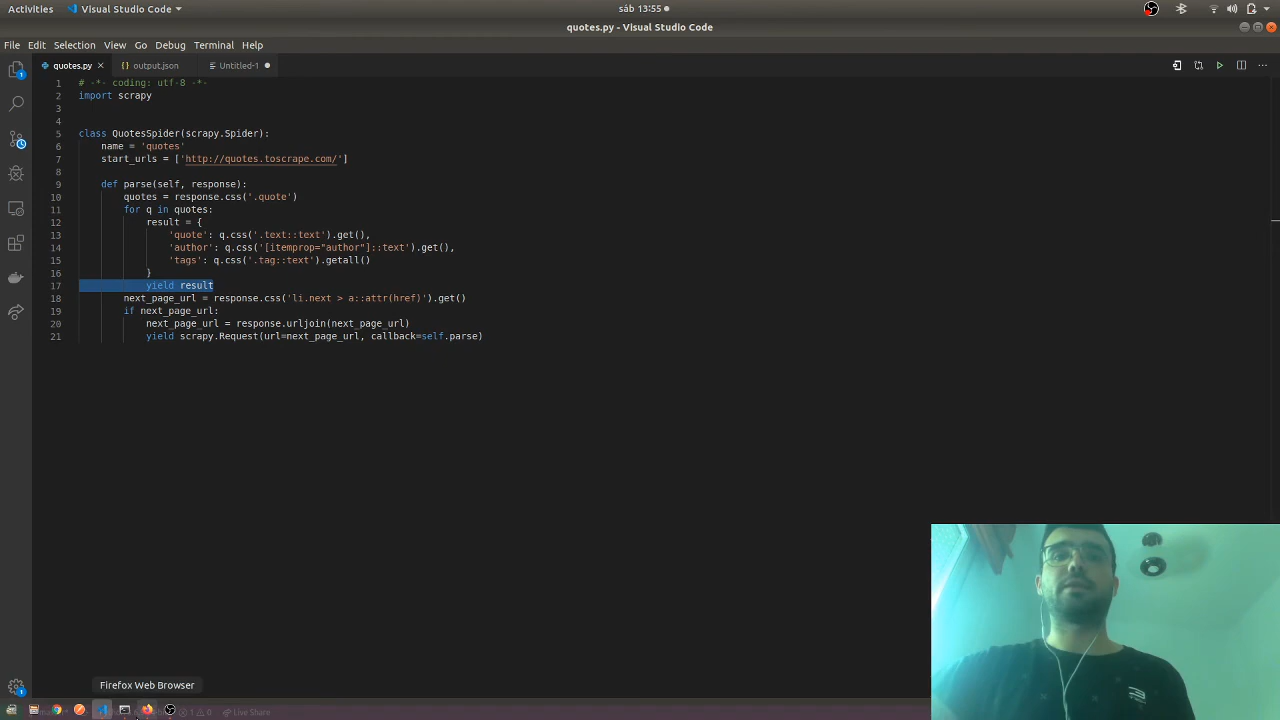 Activities Visual Studio Code sáb 13:55
quotes.py - Visual Studio Code
File Edit Selection View Go Debug Terminal Help
quotes.py output.json Untitled-1
1 # -*- coding: utf-8 -*-
2 import scrapy
3
4
5 class QuotesSpider(scrapy.Spider):
6 name = 'quotes'
7 start_urls = ['http://quotes.toscrape.com/']
8
9 def parse(self, response):
10 quotes = response.css('.quote')
11 for q in quotes:
12 result = {
13 'quote': q.css('.text::text').get(),
14 'author': q.css('[itemprop="author"]::text').get(),
15 'tags': q.css('.tag::text').getall()
16 }
17 yield result
18 next_page_url = response.css('li.next > a::attr(href)').get()
19 if next_page_url:
20 next_page_url = response.urljoin(next_page_url)
21 yield scrapy.Request(url=next_page_url, callback=self.parse)
Firefox Web Browser
1 0 Live Share